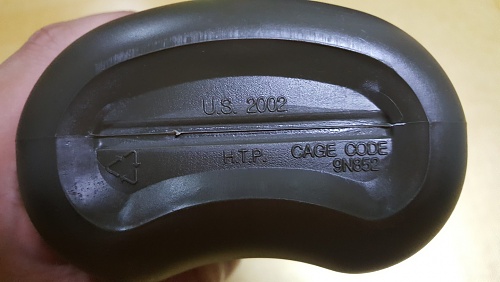 U.S. 2002
H.T.P. CAGE CODE
9N852